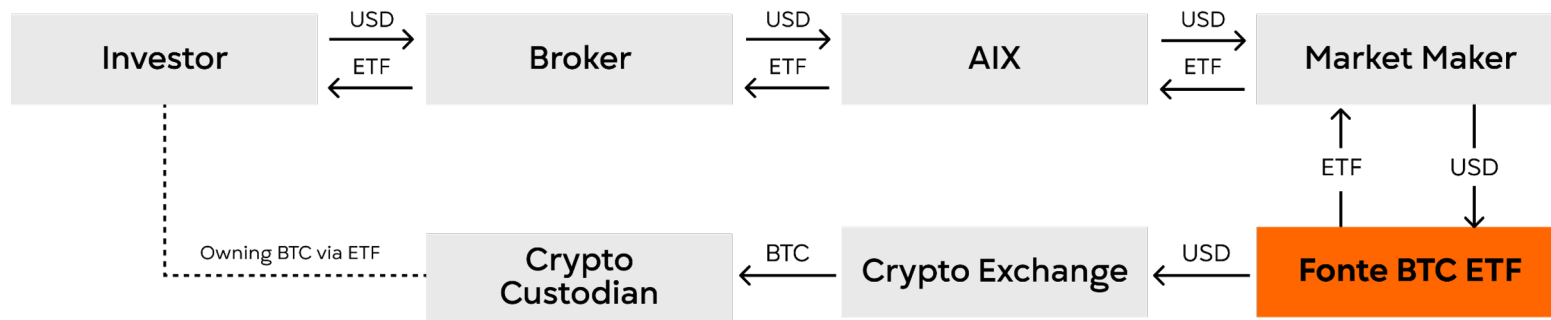 USD
USD
USD
Investor
Broker
AIX
Market Maker
ETF
ETF
ETF
ETF
USD
Owning BTC via ETF
Crypto
Custodian
BTC
Crypto Exchange
USD
Fonte BTC ETF